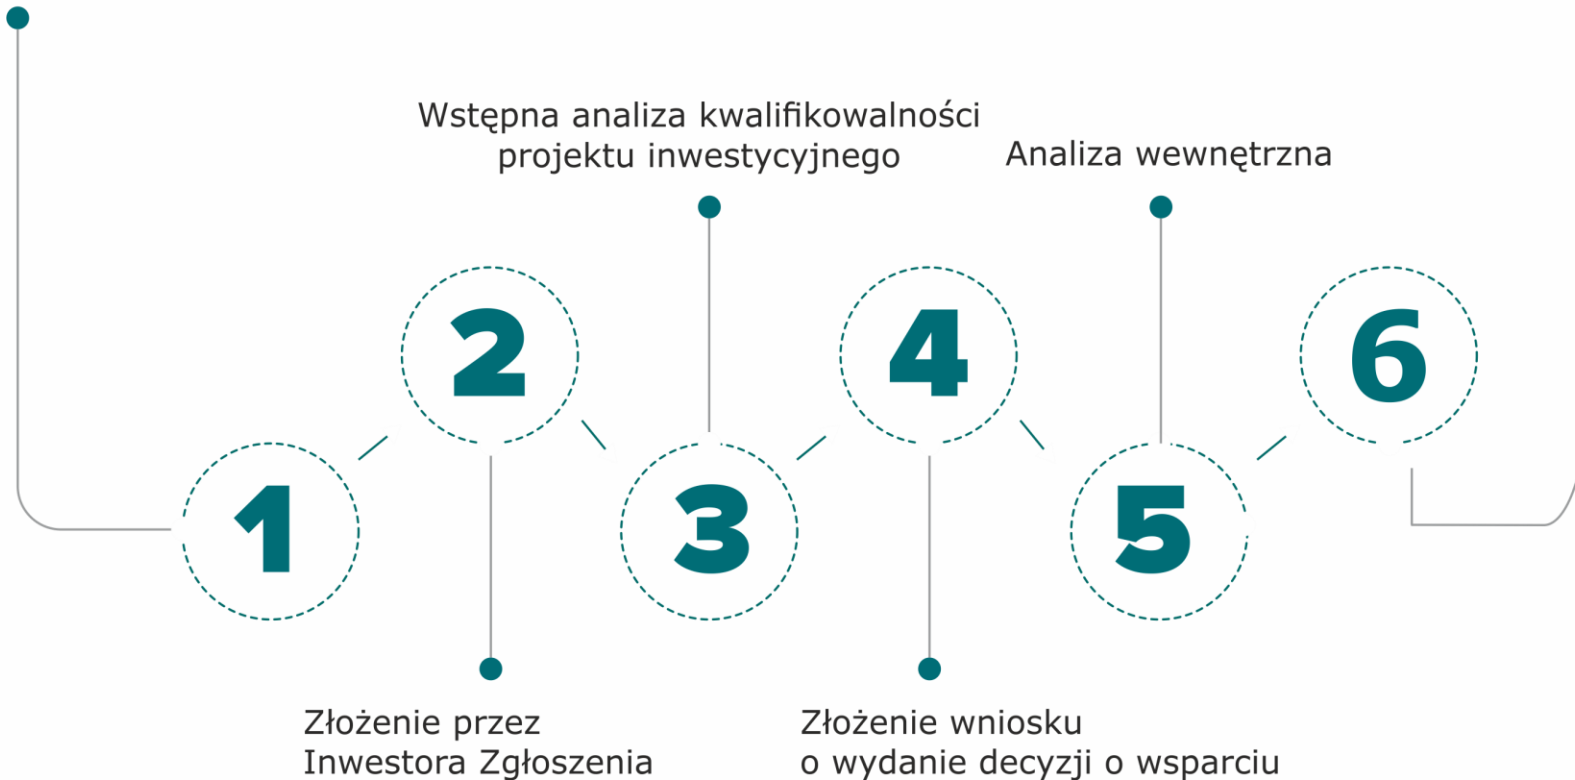 Wstępna analiza kwalifikowalności
projektu inwestycyjnego
Analiza wewnętrzna
2
4
6
1
3
5
Złożenie przez
Inwestora Zgłoszenia
Złożenie wniosku
o wydanie decyzji o wsparciu